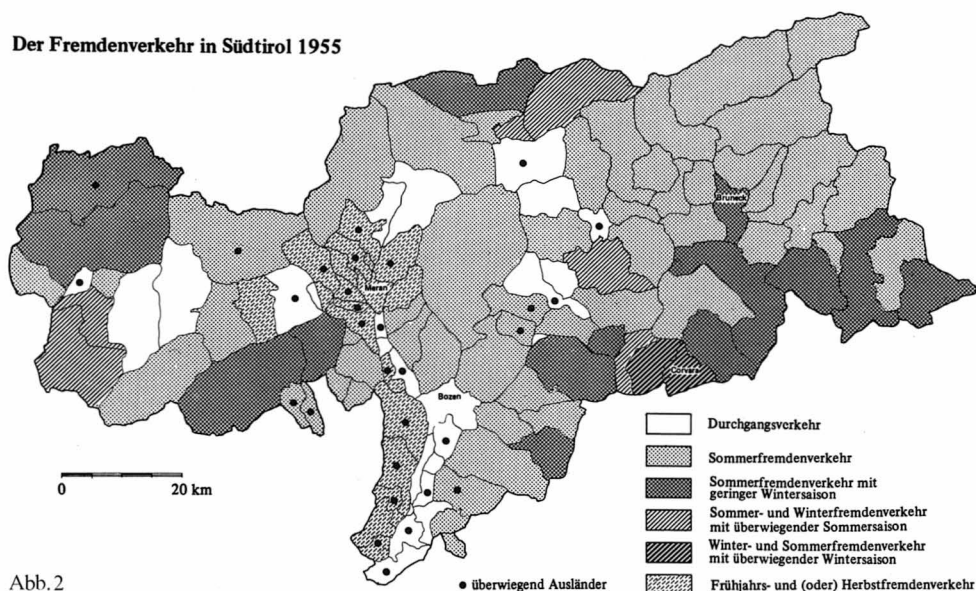 Der Fremdenverkehr in Südtirol 1955
Bruneck
Meran
Corvara
Bozen
0 20 km
Durchgangsverkehr
Sommerfremdenverkehr
Sommerfremdenverkehr mit
geringer Wintersaison
Sommer- und Winterfremdenverkehr
mit überwiegender Sommersaison
Winter- und Sommerfremdenverkehr
mit überwiegender Wintersaison
Abb.2
• überwiegend Ausländer
Frühjahrs- und (oder) Herbstfremdenverkehr